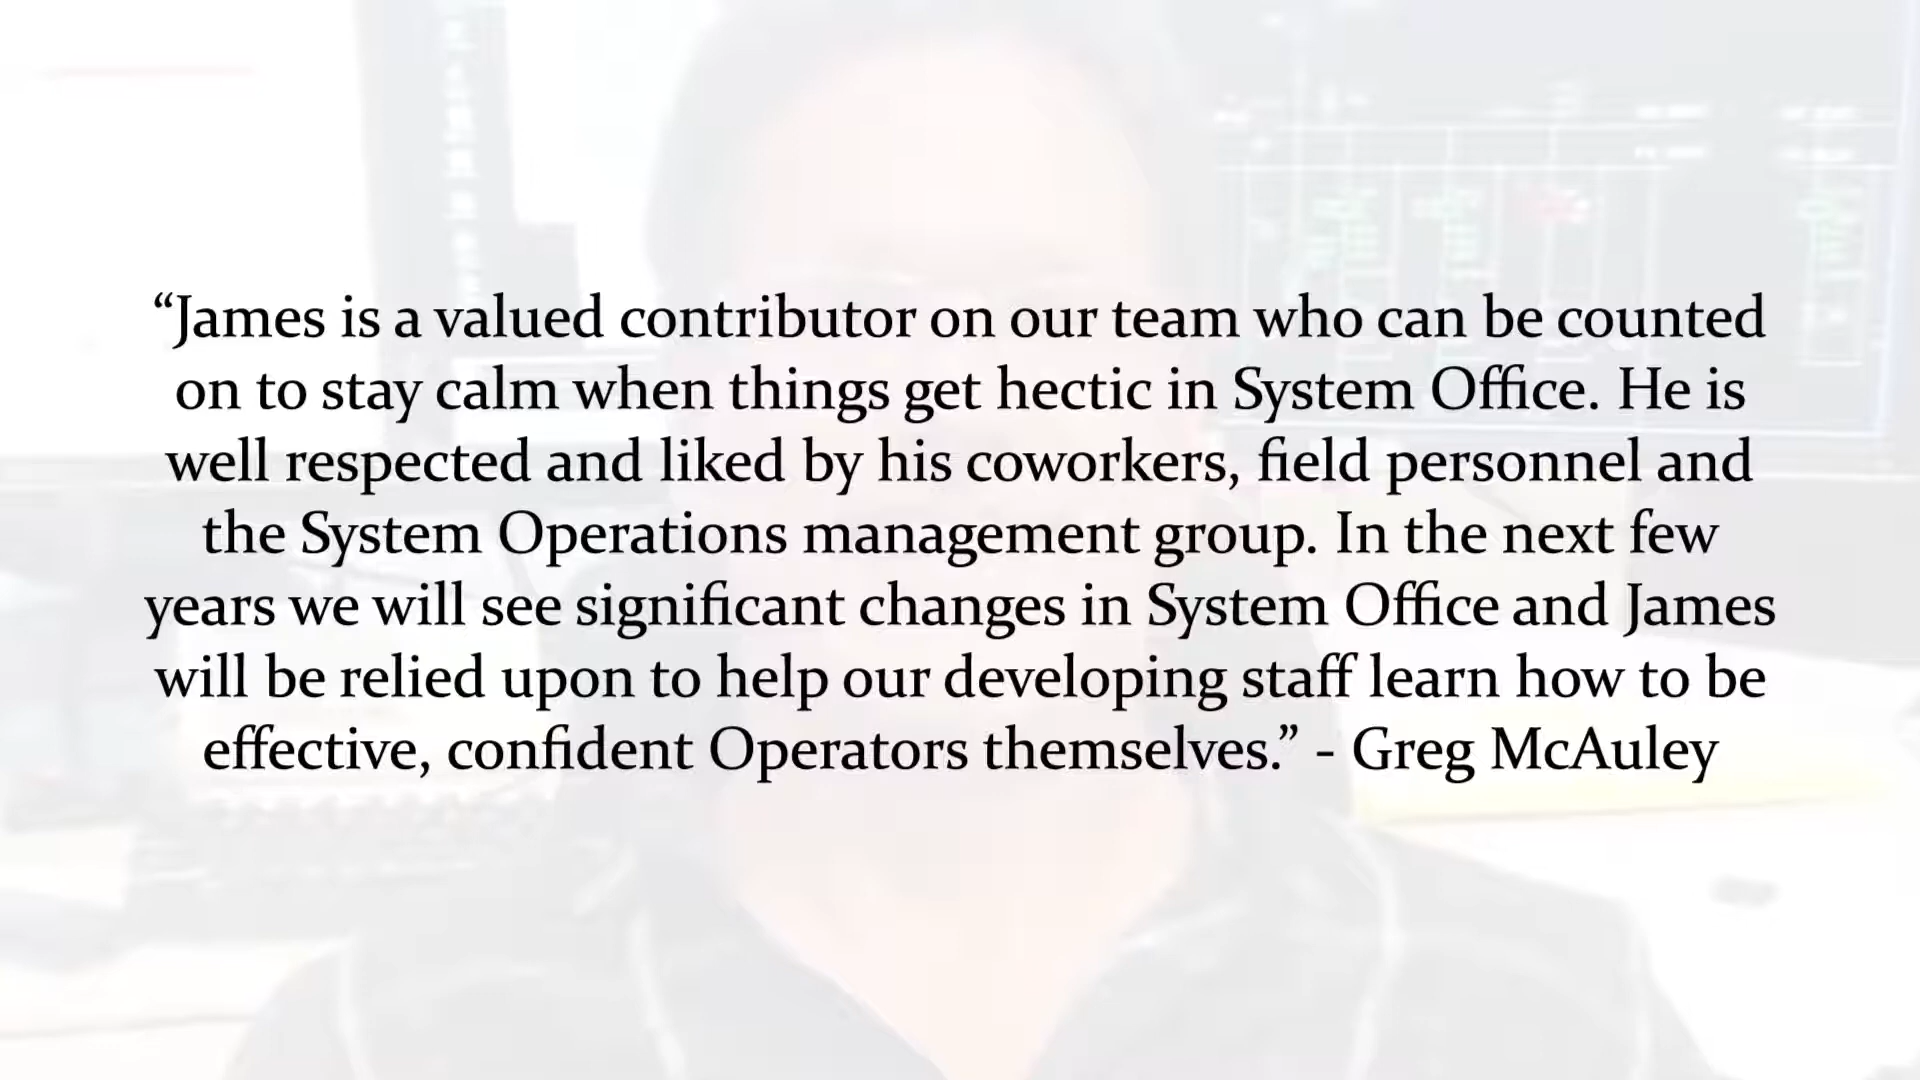 “James is a valued contributor on our team who can be counted
on to stay calm when things get hectic in System Office. He is
well respected and liked by his coworkers, field personnel and
the System Operations management group. In the next few
years we will see significant changes in System Office and James
will be relied upon to help our developing staff learn how to be
effective, confident Operators themselves.” - Greg McAuley